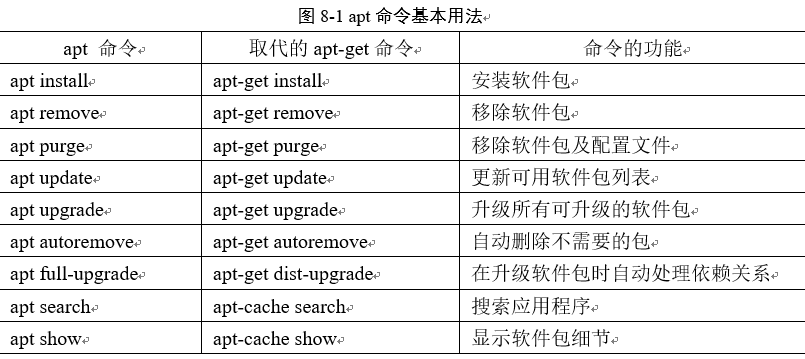 图 8-1 apt 命令基本用法
apt 命令 取代的 apt-get 命令 命令的功能
apt install apt-get install 安装软件包
apt remove apt-get remove 移除软件包
apt purge apt-get purge 移除软件包及配置文件
apt update apt-get update 更新可用软件包列表
apt upgrade apt-get upgrade 升级所有可升级的软件包
apt autoremove apt-get autoremove 自动删除不需要的包
apt full-upgrade apt-get dist-upgrade 在升级软件包时自动处理依赖关系
apt search apt-cache search 搜索应用程序
apt show apt-cache show 显示软件包细节